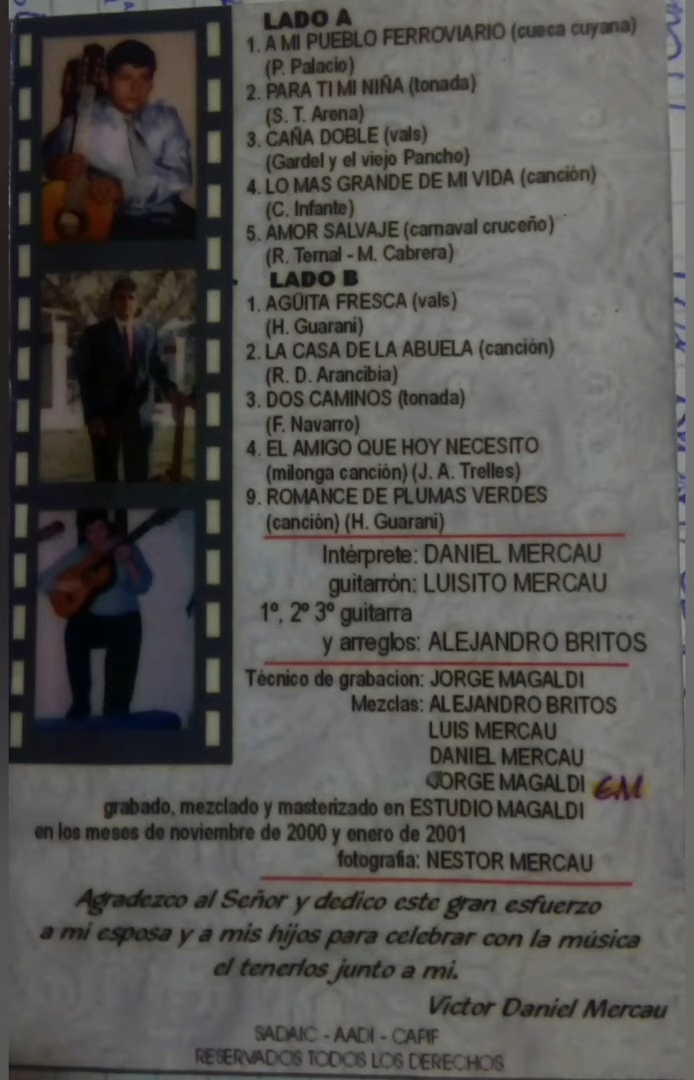 LADO A
1. A MI PUEBLO FERROVIARIO (cueca cuyana)
(P. Palacio)
2. PARA TI MI NIÑA (tonada)
(S. T. Arena)
3. CAÑA DOBLE (vals)
(Gardel y el viejo Pancho)
4. LO MAS GRANDE DE MI VIDA (canción)
(C. Infante)
5. AMOR SALVAJE (carnaval cruceño)
(R. Ternal - M. Cabrera)
LADO B
1. AGÜITA FRESCA (vals)
(H. Guarani)
2. LA CASA DE LA ABUELA (canción)
(R. D. Arancibia)
3. DOS CAMINOS (tonada)
(F. Navarro)
4. EL AMIGO QUE HOY NECESITO
(milonga canción) (J. A. Trelles)
9. ROMANCE DE PLUMAS VERDES
(canción) (H. Guarani)
Intérprete: DANIEL MERCAU
guitarrón: LUISITO MERCAU
1º, 2º 3º guitarra
y arreglos: ALEJANDRO BRITOS
Técnico de grabacion: JORGE MAGALDI
Mezclas: ALEJANDRO BRITOS
LUIS MERCAU
DANIEL MERCAU
JORGE MAGALDI EM
grabado, mezclado y masterizado en ESTUDIO MAGALDI
en los meses de noviembre de 2000 y enero de 2001
fotografia: NESTOR MERCAU
Agradezco al Señor y dedico este gran esfuerzo
a mi esposa y a mis hijos para celebrar con la música
el tenerlos junto a mi.
Victor Daniel Mercau
SADAIC - AADI - CAPIF
RESERVADOS TODOS LOS DERECHOS